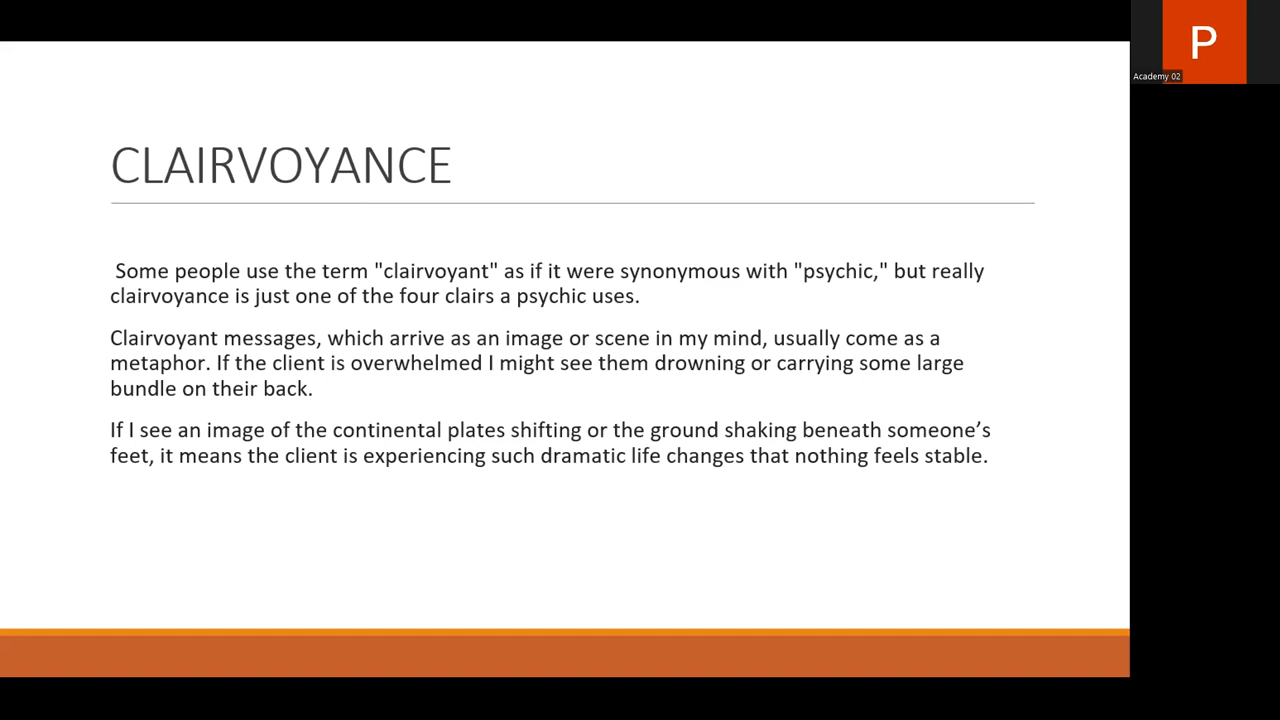 P
Academy 02
CLAIRVOYANCE
Some people use the term "clairvoyant" as if it were synonymous with "psychic," but really
clairvoyance is just one of the four clairs a psychic uses.
Clairvoyant messages, which arrive as an image or scene in my mind, usually come as a
metaphor. If the client is overwhelmed I might see them drowning or carrying some large
bundle on their back.
If I see an image of the continental plates shifting or the ground shaking beneath someone’s
feet, it means the client is experiencing such dramatic life changes that nothing feels stable.